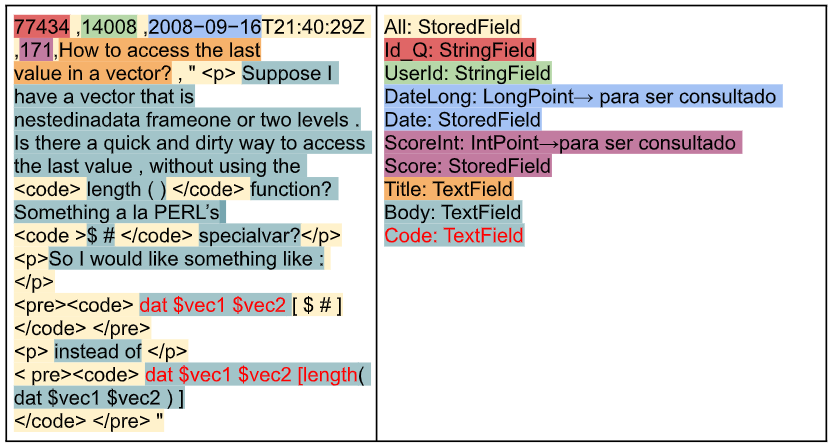 77434 ,14008 ,2008−09−16T21:40:29Z
,171,How to access the last
value in a vector? , " <p> Suppose I
have a vector that is
nestedinadata frameone or two levels .
Is there a quick and dirty way to access
the last value , without using the
<code> length ( ) </code> function?
Something a la PERL’s
<code >$ # </code> specialvar?</p>
<p>So I would like something like :
</p>
<pre><code> dat $vec1 $vec2 [ $ # ]
</code> </pre>
<p> instead of </p>
< pre><code> dat $vec1 $vec2 [length(
dat $vec1 $vec2 ) ]
</code> </pre> "
All: StoredField
Id_Q: StringField
UserId: StringField
DateLong: LongPoint→ para ser consultado
Date: StoredField
ScoreInt: IntPoint→para ser consultado
Score: StoredField
Title: TextField
Body: TextField
Code: TextField